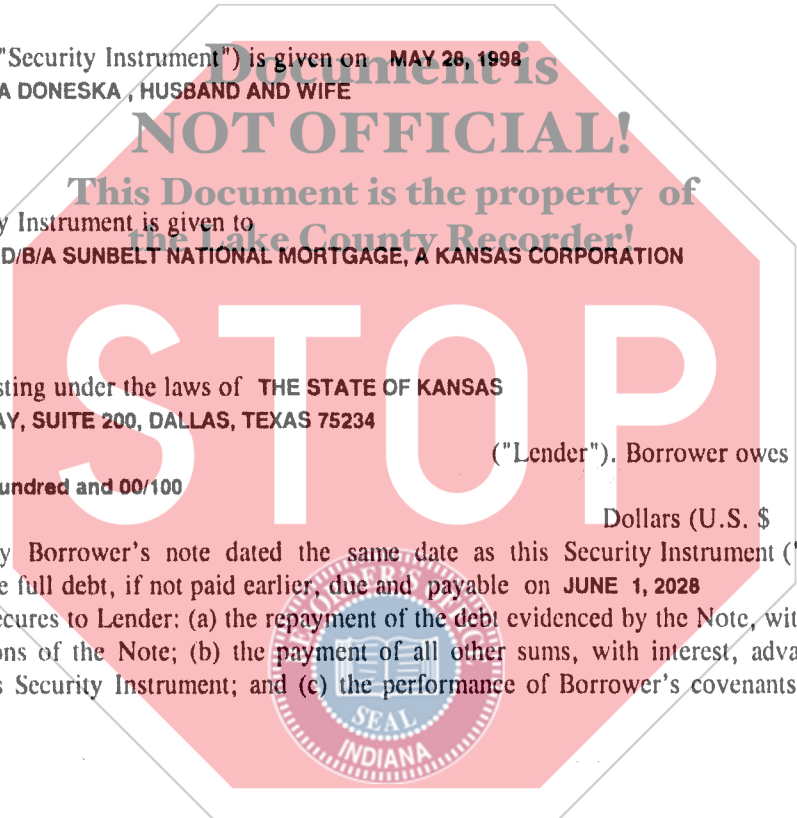 "Security Instrument") is given on MAY 28, 1998
Document is
A DONESKA , HUSBAND AND WIFE
NOT OFFICIAL!
This Document is the property of
y Instrument is given to
the Lake County Recorder!
D/B/A SUNBELT NATIONAL MORTGAGE, A KANSAS CORPORATION
STOP
sting under the laws of THE STATE OF KANSAS
AY, SUITE 200, DALLAS, TEXAS 75234
("Lender"). Borrower owes
undred and 00/100
Dollars (U.S. $
y Borrower's note dated the same date as this Security Instrument ("
e full debt, if not paid earlier, due and payable on JUNE 1, 2028
ecures to Lender: (a) the repayment of the debt evidenced by the Note, wit
ons of the Note; (b) the payment of all other sums, with interest, adva
s Security Instrument; and (c) the performance of Borrower's covenants
RECORDER'S OFFICE
SEAL
INDIANA